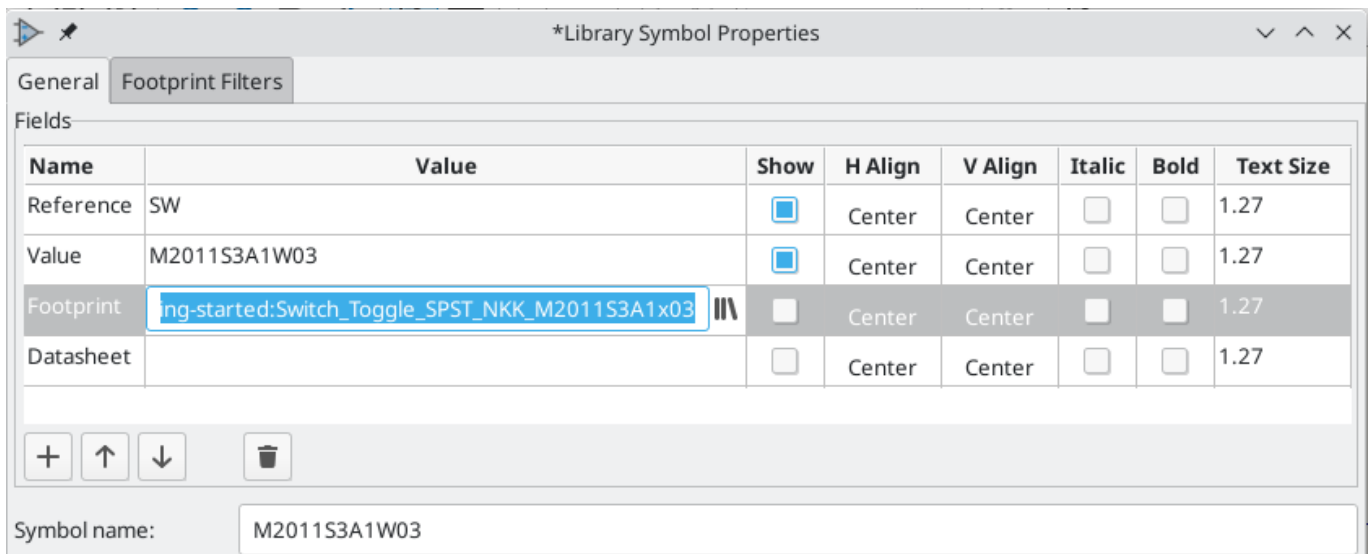 *Library Symbol Properties
General Footprint Filters
Fields
Name Value Show H Align V Align Italic Bold Text Size
Reference SW Center Center 1.27
Value M2011S3A1W03 Center Center 1.27
Footprint ing-started:Switch_Toggle_SPST_NKK_M2011S3A1x03 Center Center 1.27
Datasheet Center Center 1.27
Symbol name: M2011S3A1W03